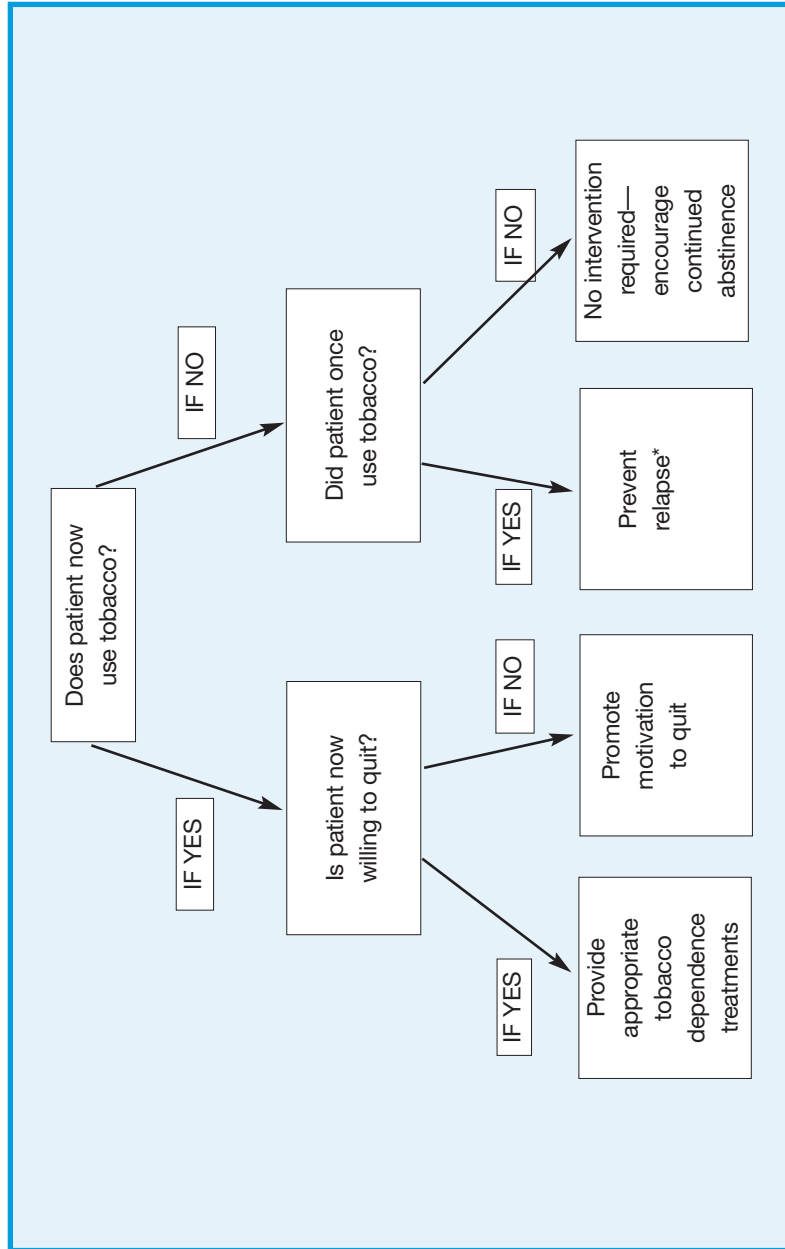 Does patient now
use tobacco?
IF YES
IF NO
Is patient now
willing to quit?
Did patient once
use tobacco?
IF YES
IF NO
IF YES
IF NO
Provide
appropriate
tobacco
dependence
treatments
Promote
motivation
to quit
Prevent
relapse*
No intervention
required—
encourage
continued
abstinence